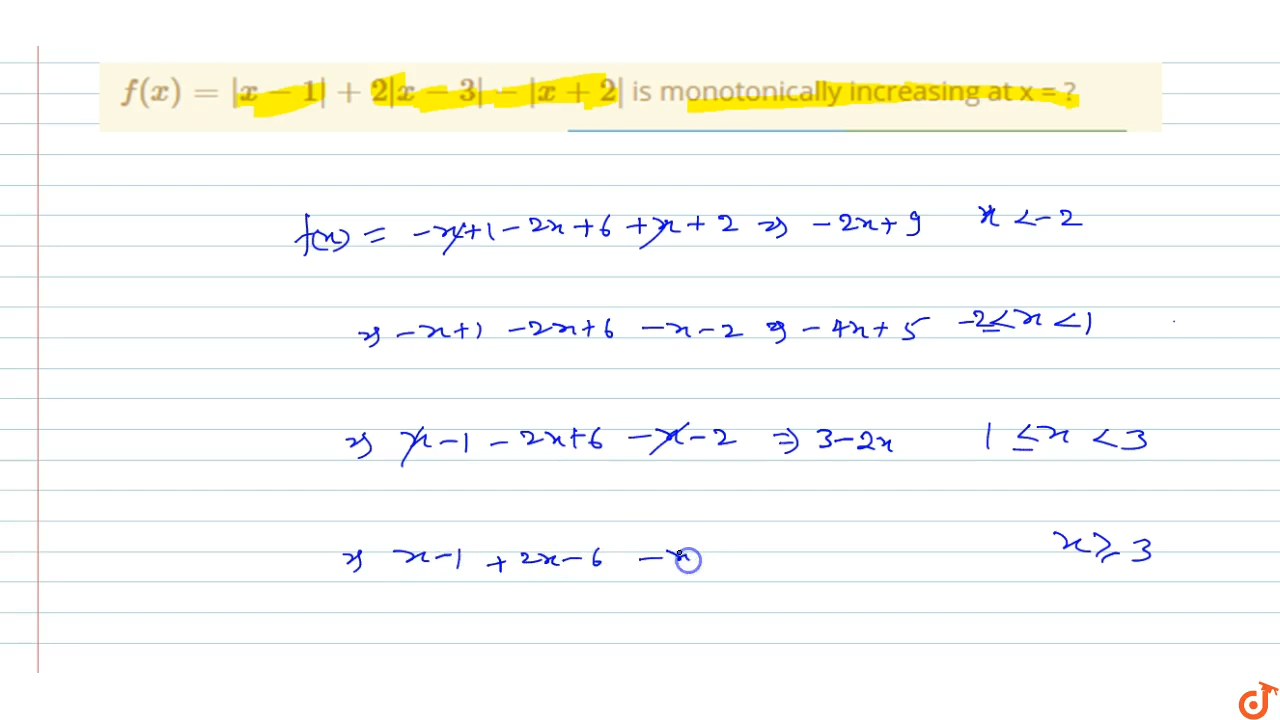 f(x) = |x − 1| + 2|x − 3| − |x + 2| is monotonically increasing at x = ?
f(x) = -x+1 - 2x + 6 + x + 2 ⇒ - 2x + 9 x < - 2
⇒ - x+1 - 2x+6 - x - 2 ⇒ - 4x + 5 -2 ≤ x < 1
⇒ x - 1 - 2x+6 - x - 2 ⇒ 3 - 2x 1 ≤ x < 3
⇒ x - 1 + 2x - 6 - x x ≥ 3